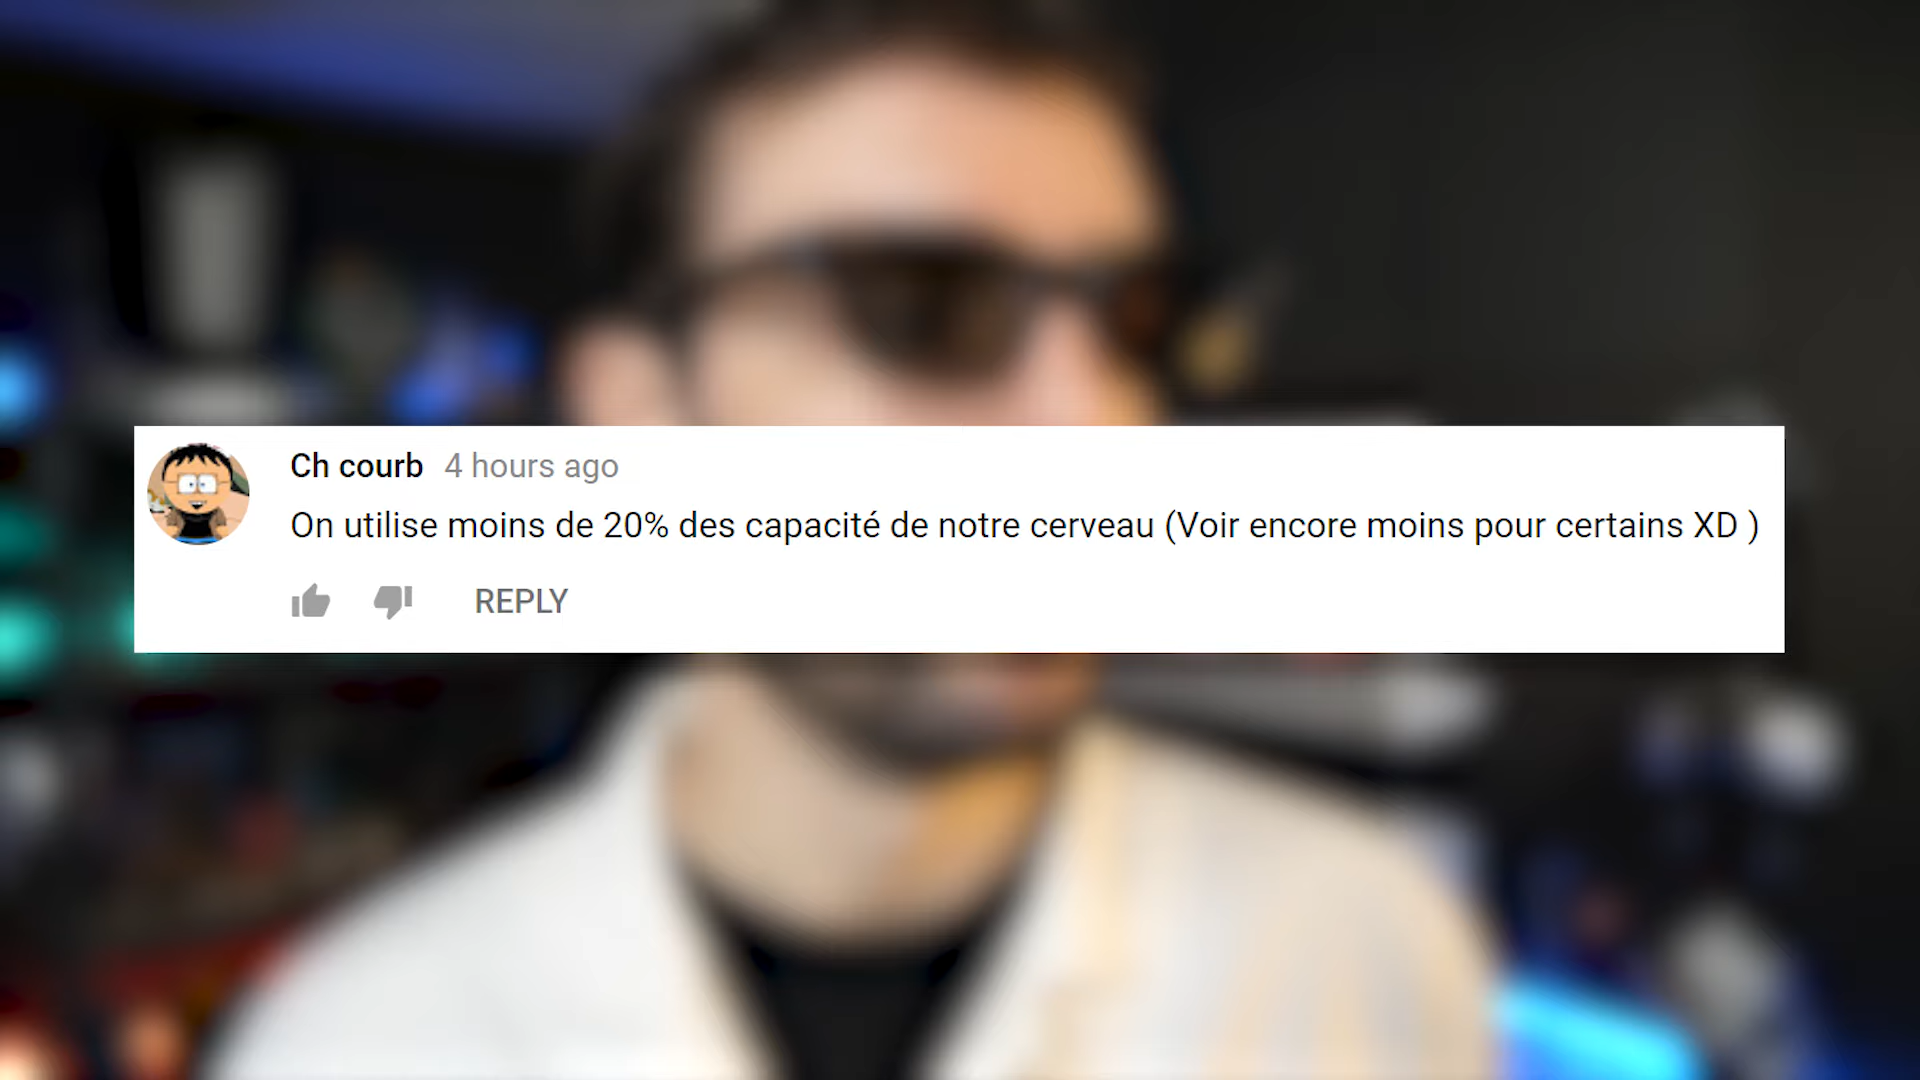 Ch courb 4 hours ago
On utilise moins de 20% des capacité de notre cerveau (Voir encore moins pour certains XD )
REPLY